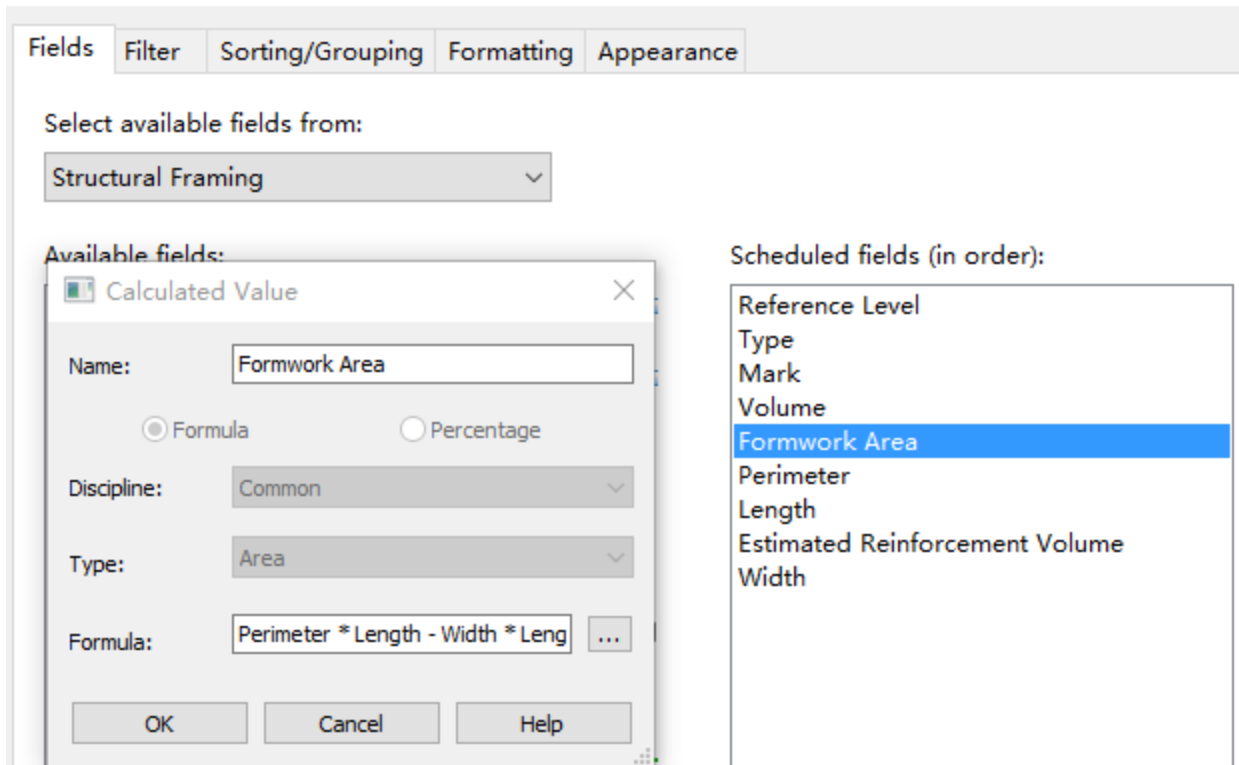 Fields Filter Sorting/Grouping Formatting Appearance
Select available fields from:
Structural Framing
Available fields:
Scheduled fields (in order):
Calculated Value
Name: Formwork Area
Formula Percentage
Discipline: Common
Type: Area
Formula: Perimeter * Length - Width * Leng ...
OK Cancel Help
Reference Level
Type
Mark
Volume
Formwork Area
Perimeter
Length
Estimated Reinforcement Volume
Width